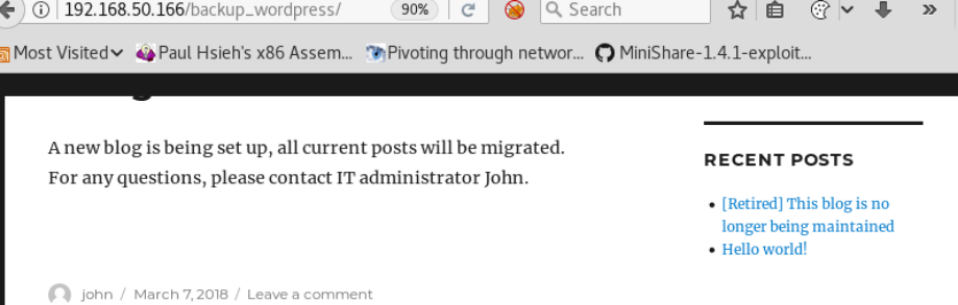 192.168.50.166/backup_wordpress/ 90% Search
Most Visited Paul Hsieh's x86 Assem... Pivoting through networ... MiniShare-1.4.1-exploit...
A new blog is being set up, all current posts will be migrated.
For any questions, please contact IT administrator John.
john / March 7, 2018 / Leave a comment
RECENT POSTS
[Retired] This blog is no
longer being maintained
Hello world!